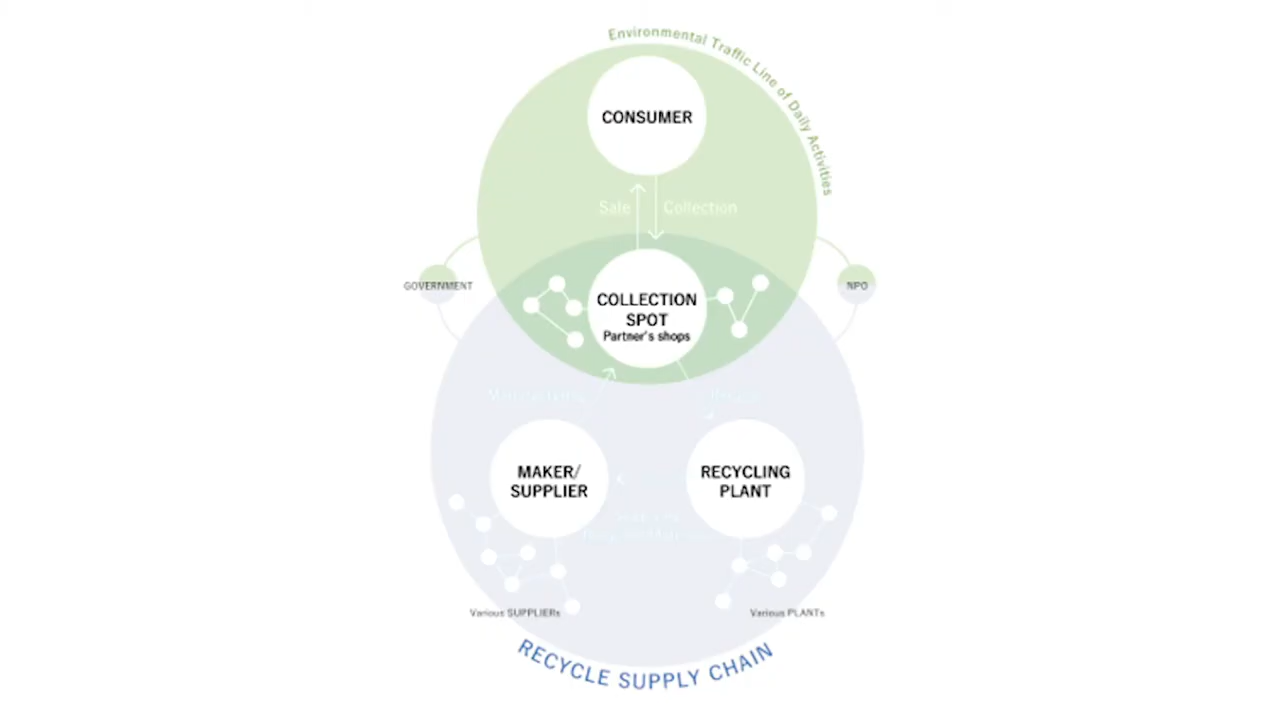 Environmental Traffic Line of Daily Activities
CONSUMER
Sale
Collection
GOVERNMENT
NPO
COLLECTION
SPOT
Partner's shops
MAKER/
SUPPLIER
RECYCLING
PLANT
Various SUPPLIERs
Various PLANTs
RECYCLE SUPPLY CHAIN